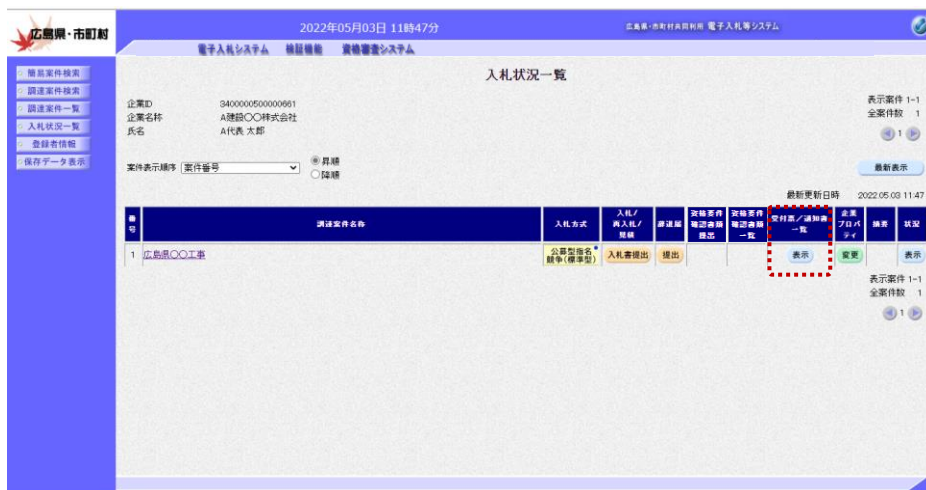 広島県・市町村
2022年05月03日 11時47分
広島県・市町村共同利用 電子入札等システム
電子入札システム 検証機能 資格審査システム
簡易案件検索
調達案件検索
調達案件一覧
入札状況一覧
登録者情報
保存データ表示
入札状況一覧
企業ID 3400000500000661
企業名称 A建設〇〇株式会社
氏名 A代表 太郎
表示案件 1-1
全案件数 1
1
案件表示順序 案件番号
昇順
降順
最新表示
最新更新日時 2022.05.03 11:47
番号 調達案件名称 入札方式 入札/再入札/見積 辞退届 資格要件確認書類提出 資格要件確認書類一覧 受付票/通知書一覧 企業プロパティ 摘要 状況
1 広島県〇〇工事 公募型指名競争(標準型) 入札書提出 提出 表示 変更 表示
表示案件 1-1
全案件数 1
1